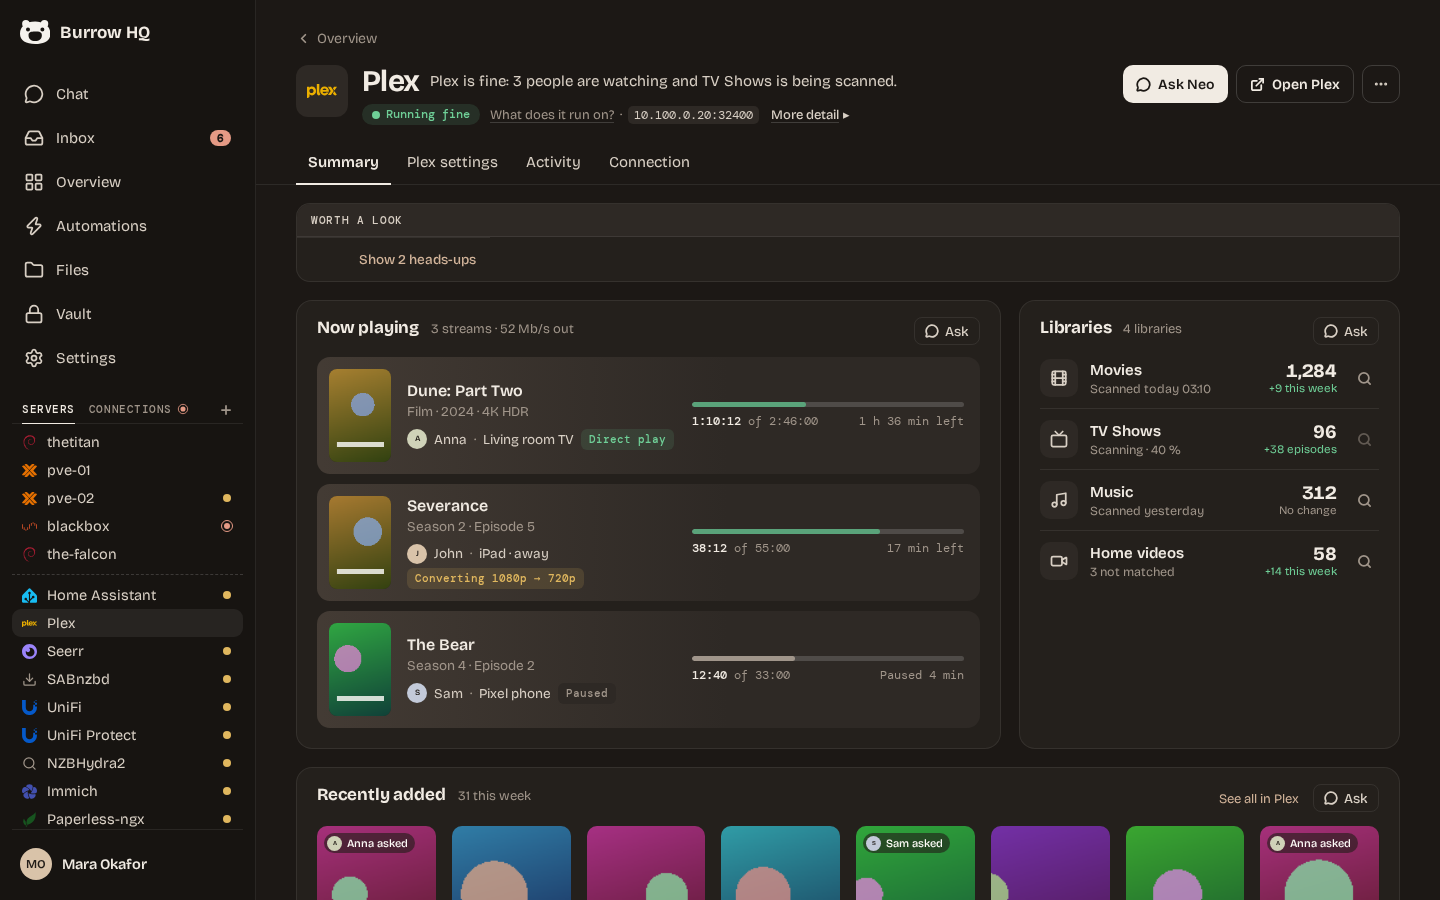 Burrow HQ
Chat
Inbox
6
Overview
Automations
Files
Vault
Settings
SERVERS
CONNECTIONS
thetitan
pve-01
pve-02
blackbox
the-falcon
Home Assistant
plex
Plex
Seerr
SABnzbd
UniFi
UniFi Protect
NZBHydra2
Immich
Paperless-ngx
MO
Mara Okafor
Overview
plex
Plex
Plex is fine: 3 people are watching and TV Shows is being scanned.
Running fine
What does it run on? · 10.100.0.20:32400
More detail ▸
Ask Neo
Open Plex
Summary
Plex settings
Activity
Connection
WORTH A LOOK
Show 2 heads-ups
Now playing
3 streams · 52 Mb/s out
Ask
Dune: Part Two
Film · 2024 · 4K HDR
A
Anna · Living room TV
Direct play
1:10:12 of 2:46:00
1 h 36 min left
Severance
Season 2 · Episode 5
J
John · iPad · away
Converting 1080p → 720p
38:12 of 55:00
17 min left
The Bear
Season 4 · Episode 2
S
Sam · Pixel phone
Paused
12:40 of 33:00
Paused 4 min
Libraries
4 libraries
Ask
Movies
Scanned today 03:10
1,284
+9 this week
TV Shows
Scanning · 40 %
96
+38 episodes
Music
Scanned yesterday
312
No change
Home videos
3 not matched
58
+14 this week
Recently added
31 this week
See all in Plex
Ask
A
Anna asked
S
Sam asked
A
Anna asked